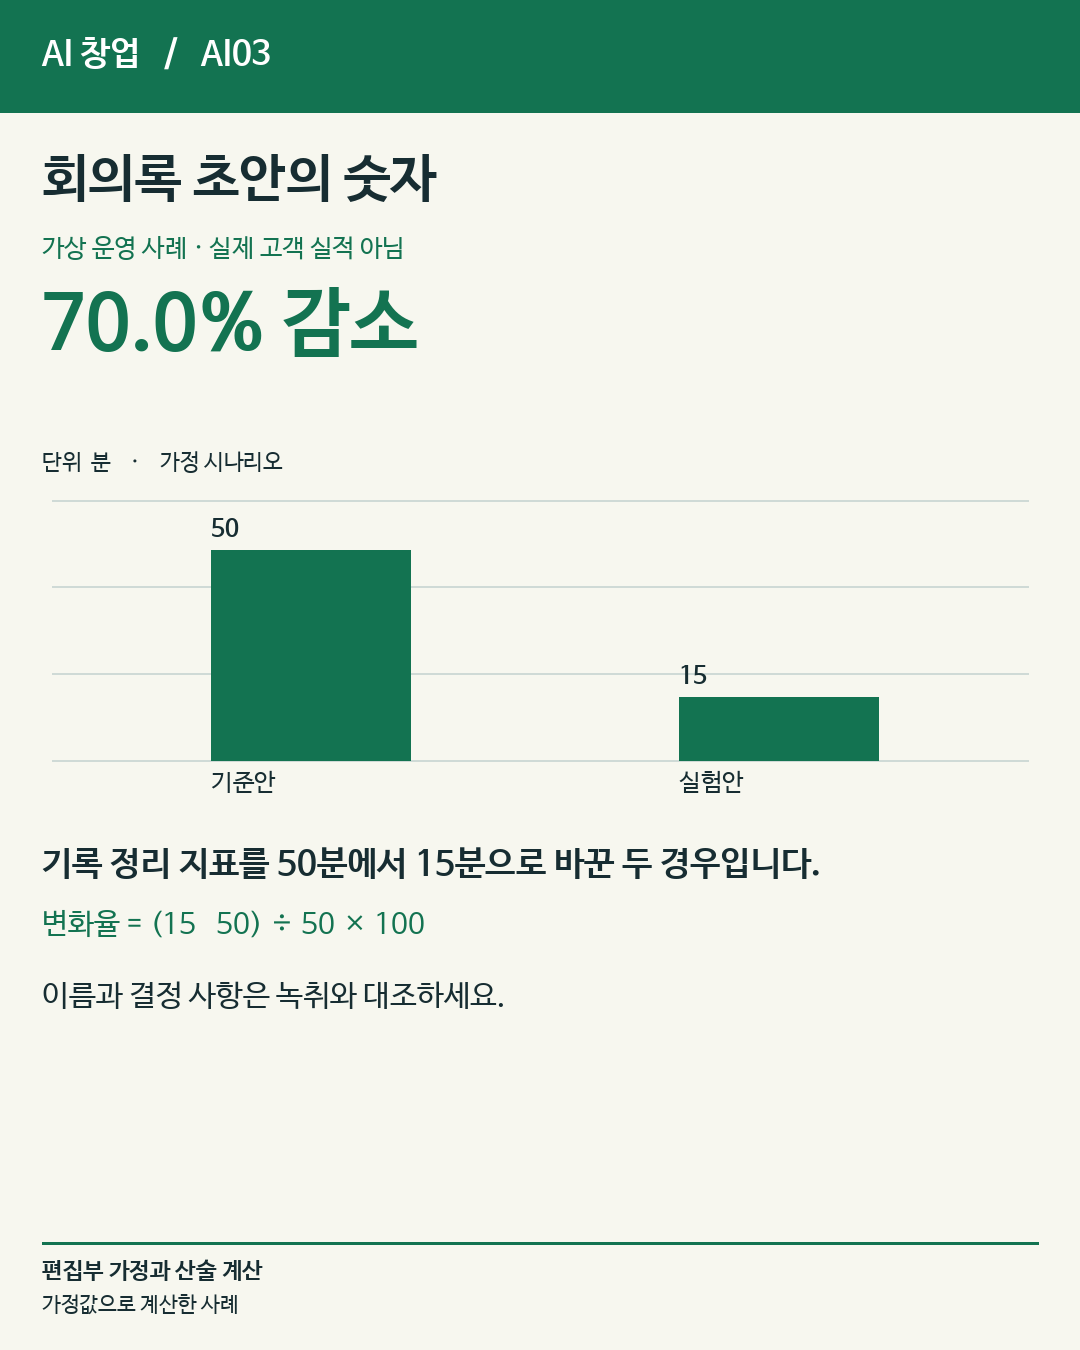 AI 창업 / AI03
회의록 초안의 숫자
가상 운영 사례 · 실제 고객 실적 아님
70.0% 감소
단위 분 · 가정 시나리오
50
15
기준안
실험안
기록 정리 지표를 50분에서 15분으로 바꾼 두 경우입니다.
변화율 = (15 50) ÷ 50 × 100
이름과 결정 사항은 녹취와 대조하세요.
편집부 가정과 산술 계산
가정값으로 계산한 사례